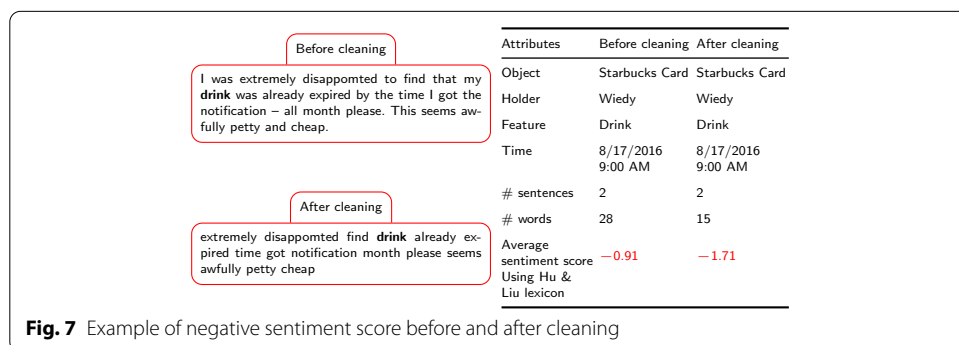 Before cleaning
I was extremely disappomted to find that my
drink was already expired by the time I got the
notification – all month please. This seems aw-
fully petty and cheap.
After cleaning
extremely disappomted find drink already ex-
pired time got notification month please seems
awfully petty cheap
Attributes Before cleaning After cleaning
Object Starbucks Card Starbucks Card
Holder Wiedy Wiedy
Feature Drink Drink
Time 8/17/2016 8/17/2016
9:00 AM 9:00 AM
# sentences 2 2
# words 28 15
Average
sentiment score −0.91 −1.71
Using Hu &
Liu lexicon
Fig. 7 Example of negative sentiment score before and after cleaning